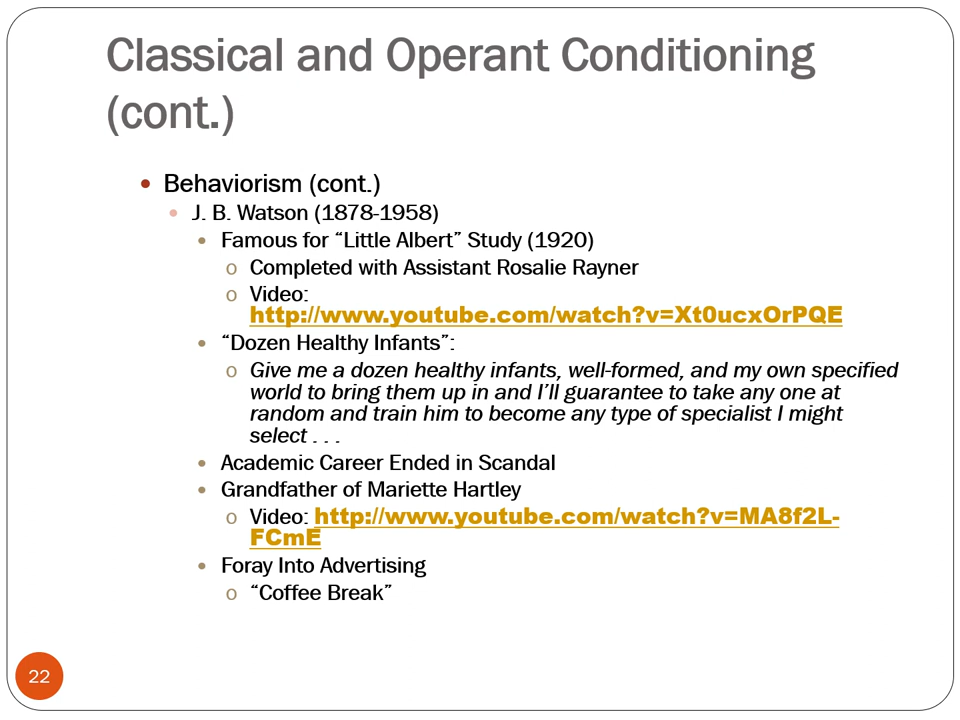 Classical and Operant Conditioning
(cont.)
Behaviorism (cont.)
J. B. Watson (1878-1958)
Famous for “Little Albert” Study (1920)
Completed with Assistant Rosalie Rayner
Video:
http://www.youtube.com/watch?v=Xt0ucxOrPQE
“Dozen Healthy Infants”:
Give me a dozen healthy infants, well-formed, and my own specified
world to bring them up in and I’ll guarantee to take any one at
random and train him to become any type of specialist I might
select . . .
Academic Career Ended in Scandal
Grandfather of Mariette Hartley
Video: http://www.youtube.com/watch?v=MA8f2L-
FCmE
Foray Into Advertising
“Coffee Break”
22